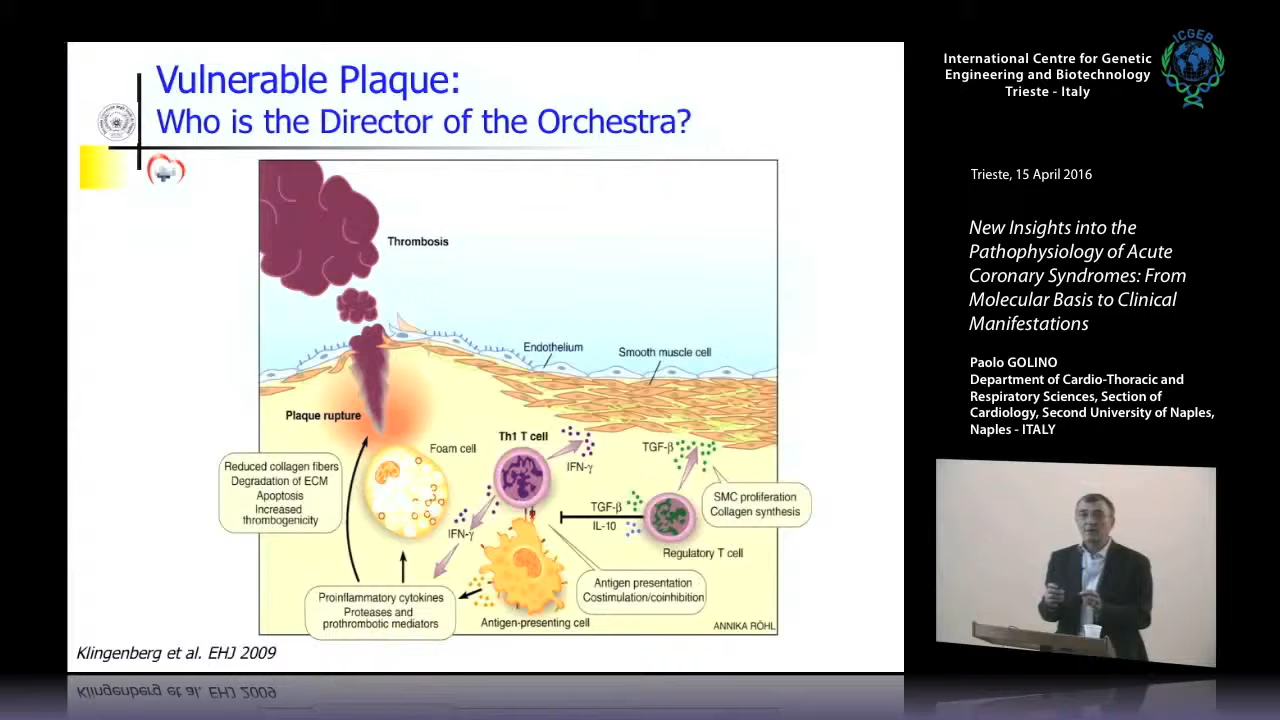 Vulnerable Plaque:
Who is the Director of the Orchestra?
Thrombosis
Endothelium
Smooth muscle cell
Plaque rupture
Foam cell
Th1 T cell
IFN-γ
TGF-β
Reduced collagen fibers
Degradation of ECM
Apoptosis
Increased
thrombogenicity
SMC proliferation
Collagen synthesis
TGF-β
IL-10
IFN-γ
Regulatory T cell
Antigen presentation
Costimulation/coinhibition
Proinflammatory cytokines
Proteases and
prothrombotic mediators
Antigen-presenting cell
ANNIKA RÖHL
Klingenberg et al. EHJ 2009
International Centre for Genetic
Engineering and Biotechnology
Trieste - Italy
ICGEB
Trieste, 15 April 2016
New Insights into the
Pathophysiology of Acute
Coronary Syndromes: From
Molecular Basis to Clinical
Manifestations
Paolo GOLINO
Department of Cardio-Thoracic and
Respiratory Sciences, Section of
Cardiology, Second University of Naples,
Naples - ITALY